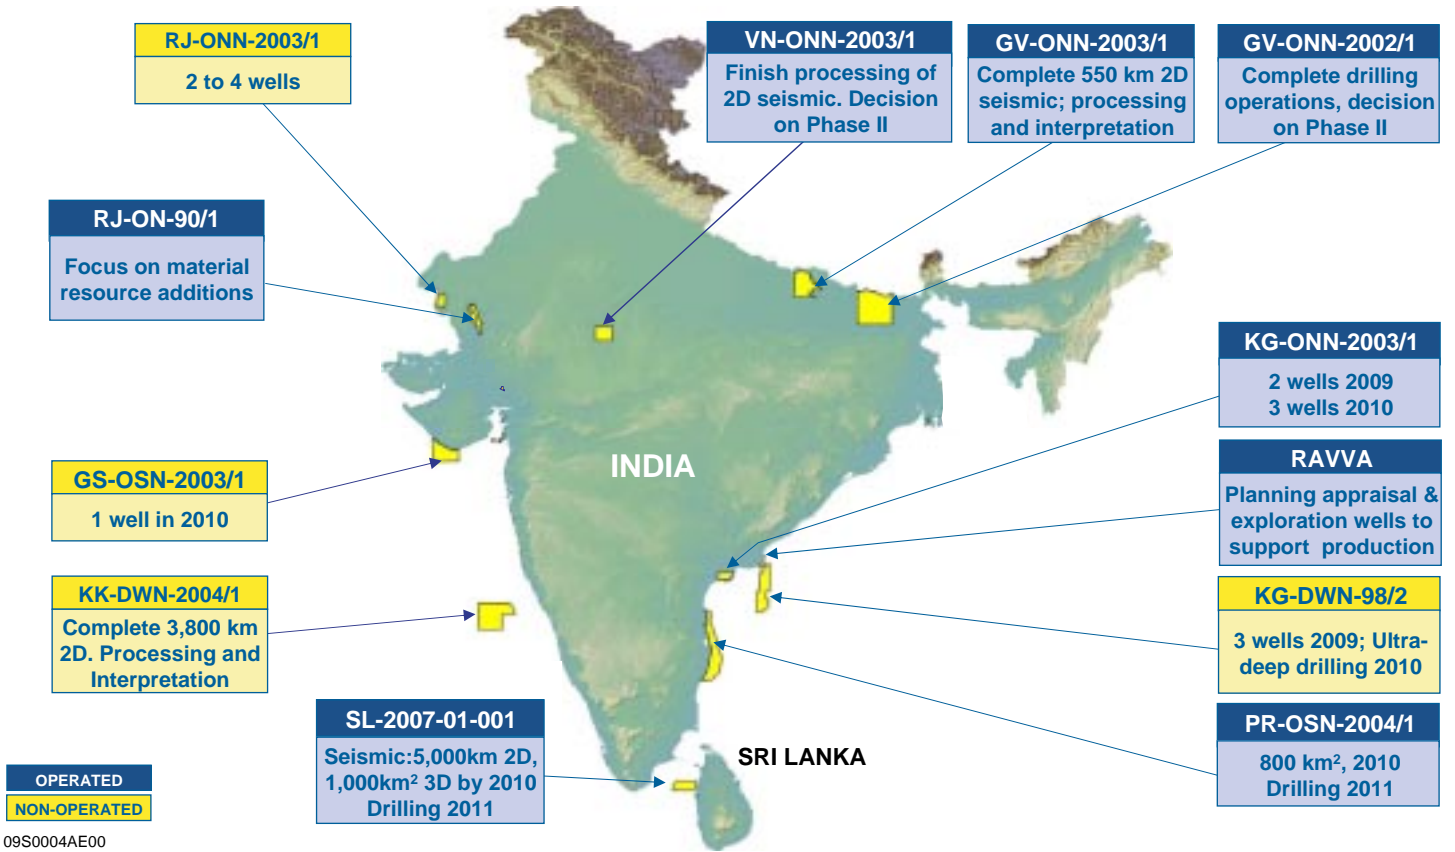 RJ-ONN-2003/1
2 to 4 wells
VN-ONN-2003/1
Finish processing of
2D seismic. Decision
on Phase II
GV-ONN-2003/1
Complete 550 km 2D
seismic; processing
and interpretation
GV-ONN-2002/1
Complete drilling
operations, decision
on Phase II
RJ-ON-90/1
Focus on material
resource additions
KG-ONN-2003/1
2 wells 2009
3 wells 2010
INDIA
RAVVA
Planning appraisal &
exploration wells to
support production
GS-OSN-2003/1
1 well in 2010
KK-DWN-2004/1
Complete 3,800 km
2D. Processing and
Interpretation
KG-DWN-98/2
3 wells 2009; Ultra-
deep drilling 2010
SL-2007-01-001
Seismic:5,000km 2D,
1,000km² 3D by 2010
Drilling 2011
SRI LANKA
PR-OSN-2004/1
800 km², 2010
Drilling 2011
OPERATED
NON-OPERATED
09S0004AE00